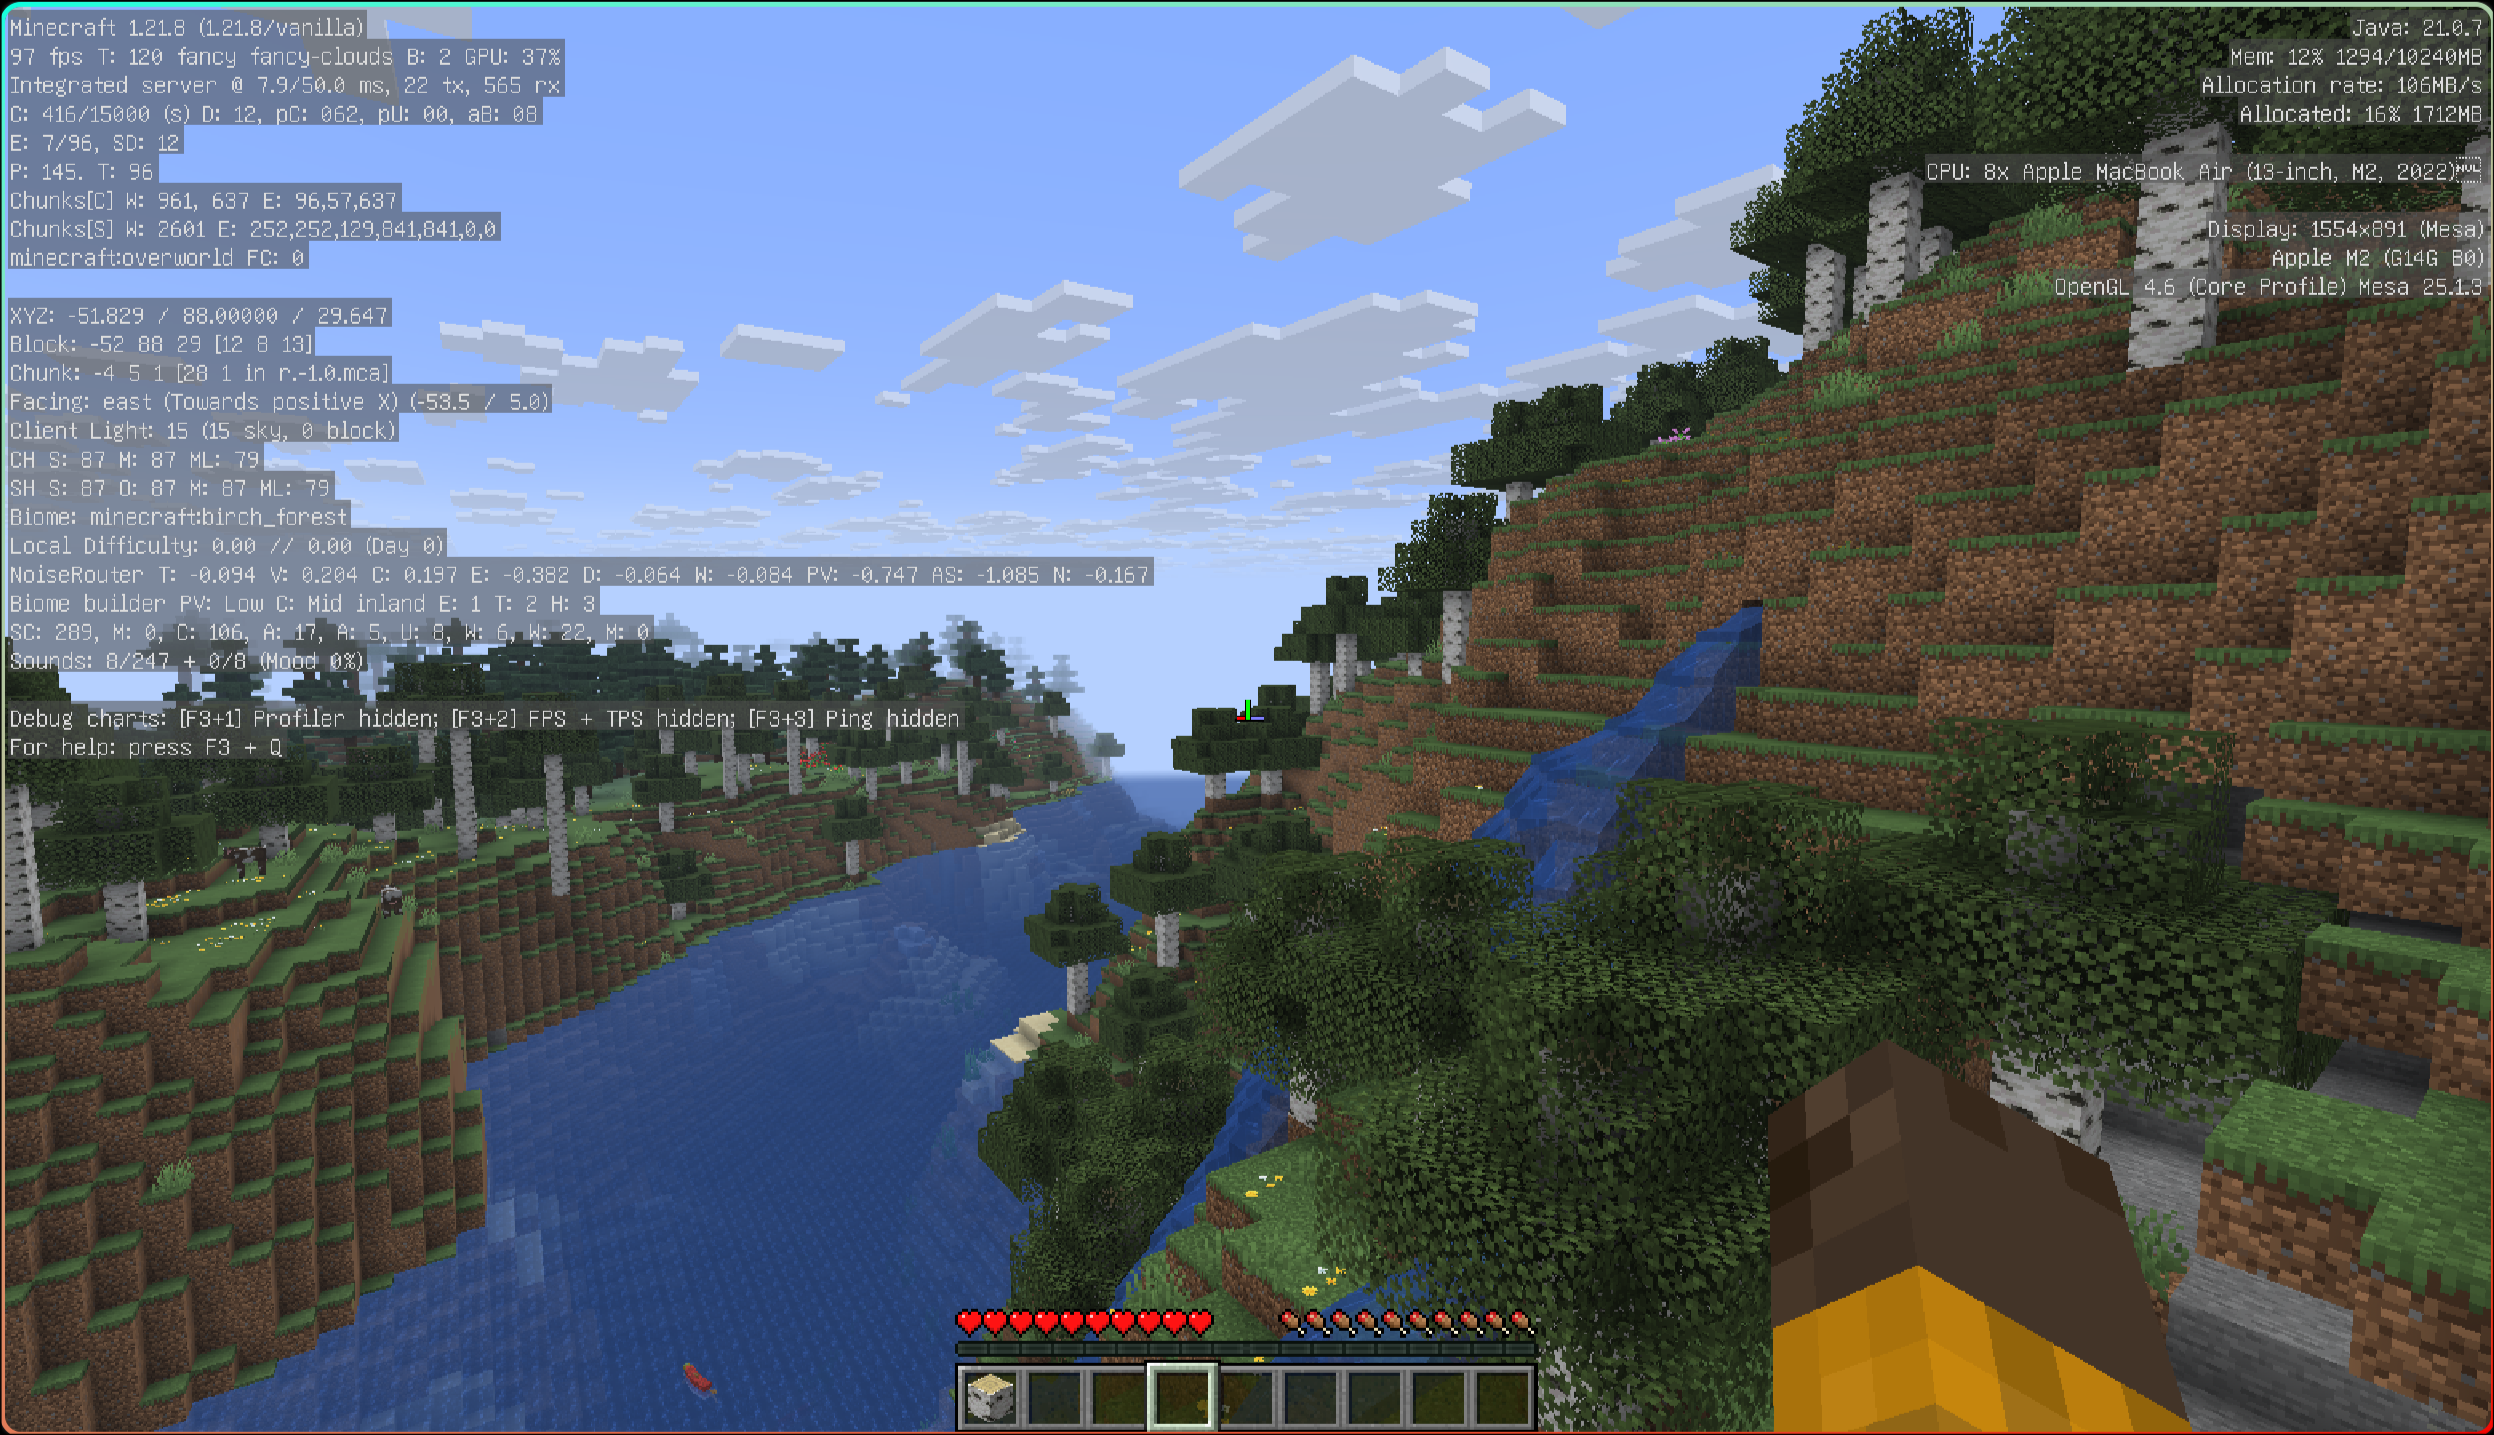 Minecraft 1.21.8 (1.21.8/vanilla)
97 fps T: 120 fancy fancy-clouds B: 2 GPU: 37%
Integrated server @ 7.9/50.0 ms, 22 tx, 565 rx
C: 416/15000 (s) D: 12, pC: 062, pU: 00, aB: 08
E: 7/96, SD: 12
P: 145. T: 96
Chunks[C] W: 961, 637 E: 96,57,637
Chunks[S] W: 2601 E: 252,252,129,841,841,0,0
minecraft:overworld FC: 0
XYZ: -51.829 / 88.00000 / 29.647
Block: -52 88 29 [12 8 13]
Chunk: -4 5 1 [28 1 in r.-1.0.mca]
Facing: east (Towards positive X) (-53.5 / 5.0)
Client Light: 15 (15 sky, 0 block)
CH S: 87 M: 87 ML: 79
SH S: 87 O: 87 M: 87 ML: 79
Biome: minecraft:birch_forest
Local Difficulty: 0.00 // 0.00 (Day 0)
NoiseRouter T: -0.094 V: 0.204 C: 0.197 E: -0.382 D: -0.064 W: -0.084 PV: -0.747 AS: -1.085 N: -0.167
Biome builder PV: Low C: Mid inland E: 1 T: 2 H: 3
SC: 289, M: 0, C: 106, A: 17, A: 5, U: 8, W: 6, W: 22, M: 0
Sounds: 8/247 + 0/8 (Mood 0%)
Debug charts: [F3+1] Profiler hidden; [F3+2] FPS + TPS hidden; [F3+3] Ping hidden
For help: press F3 + Q
Java: 21.0.7
Mem: 12% 1294/10240MB
Allocation rate: 106MB/s
Allocated: 16% 1712MB
CPU: 8x Apple MacBook Air (13-inch, M2, 2022)NUL
Display: 1554x891 (Mesa)
Apple M2 (G14G B0)
OpenGL 4.6 (Core Profile) Mesa 25.1.3